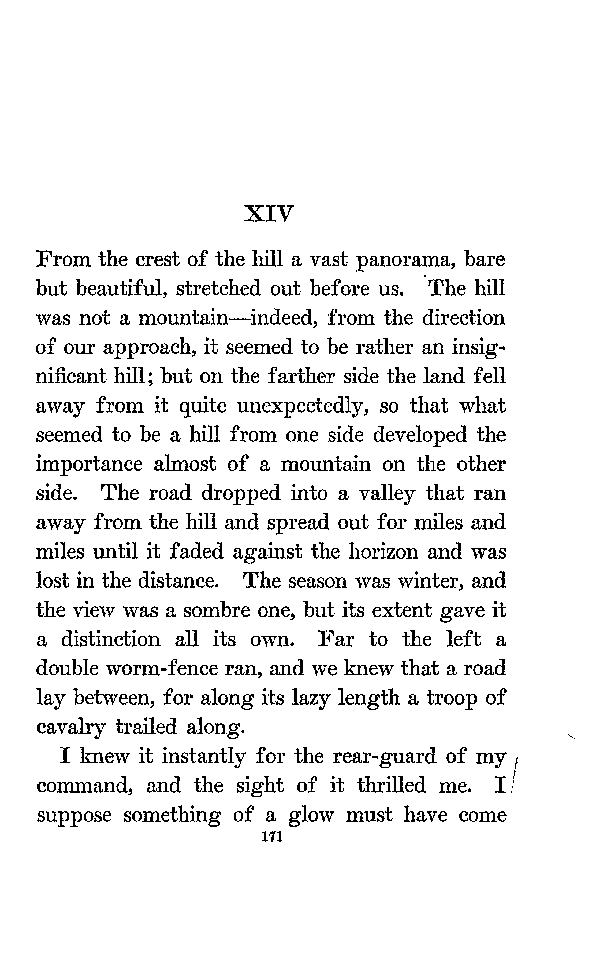 XIV
From the crest of the hill a vast panorama, bare
but beautiful, stretched out before us. The hill
was not a mountain—indeed, from the direction
of our approach, it seemed to be rather an insig-
nificant hill; but on the farther side the land fell
away from it quite unexpectedly, so that what
seemed to be a hill from one side developed the
importance almost of a mountain on the other
side. The road dropped into a valley that ran
away from the hill and spread out for miles and
miles until it faded against the horizon and was
lost in the distance. The season was winter, and
the view was a sombre one, but its extent gave it
a distinction all its own. Far to the left a
double worm-fence ran, and we knew that a road
lay between, for along its lazy length a troop of
cavalry trailed along.
I knew it instantly for the rear-guard of my
command, and the sight of it thrilled me. I
suppose something of a glow must have come
171